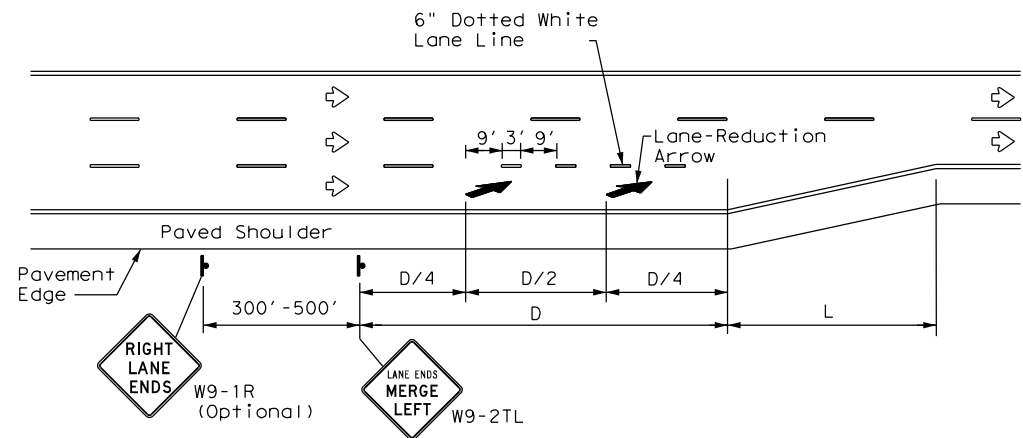 6" Dotted White
Lane Line
9' 3' 9'
Lane-Reduction
Arrow
Paved Shoulder
Pavement
Edge
D/4 D/2 D/4
300'-500' D L
RIGHT
LANE
ENDS
W9-1R
(Optional)
LANE ENDS
MERGE
LEFT
W9-2TL